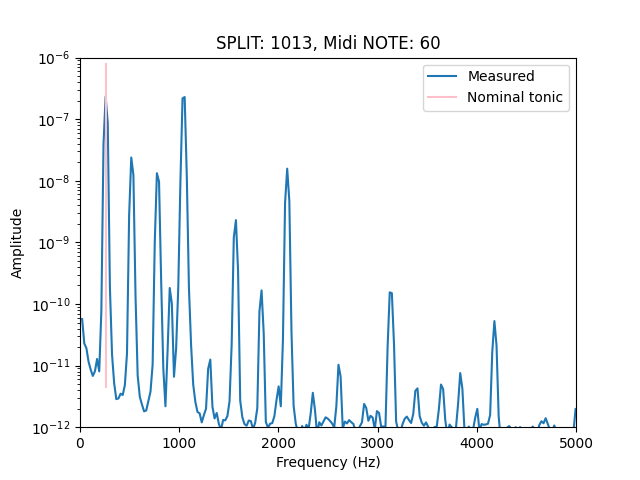 SPLIT: 1013, Midi NOTE: 60
Measured
Nominal tonic
Amplitude
10⁻⁶
10⁻⁷
10⁻⁸
10⁻⁹
10⁻¹⁰
10⁻¹¹
10⁻¹²
0 1000 2000 3000 4000 5000
Frequency (Hz)